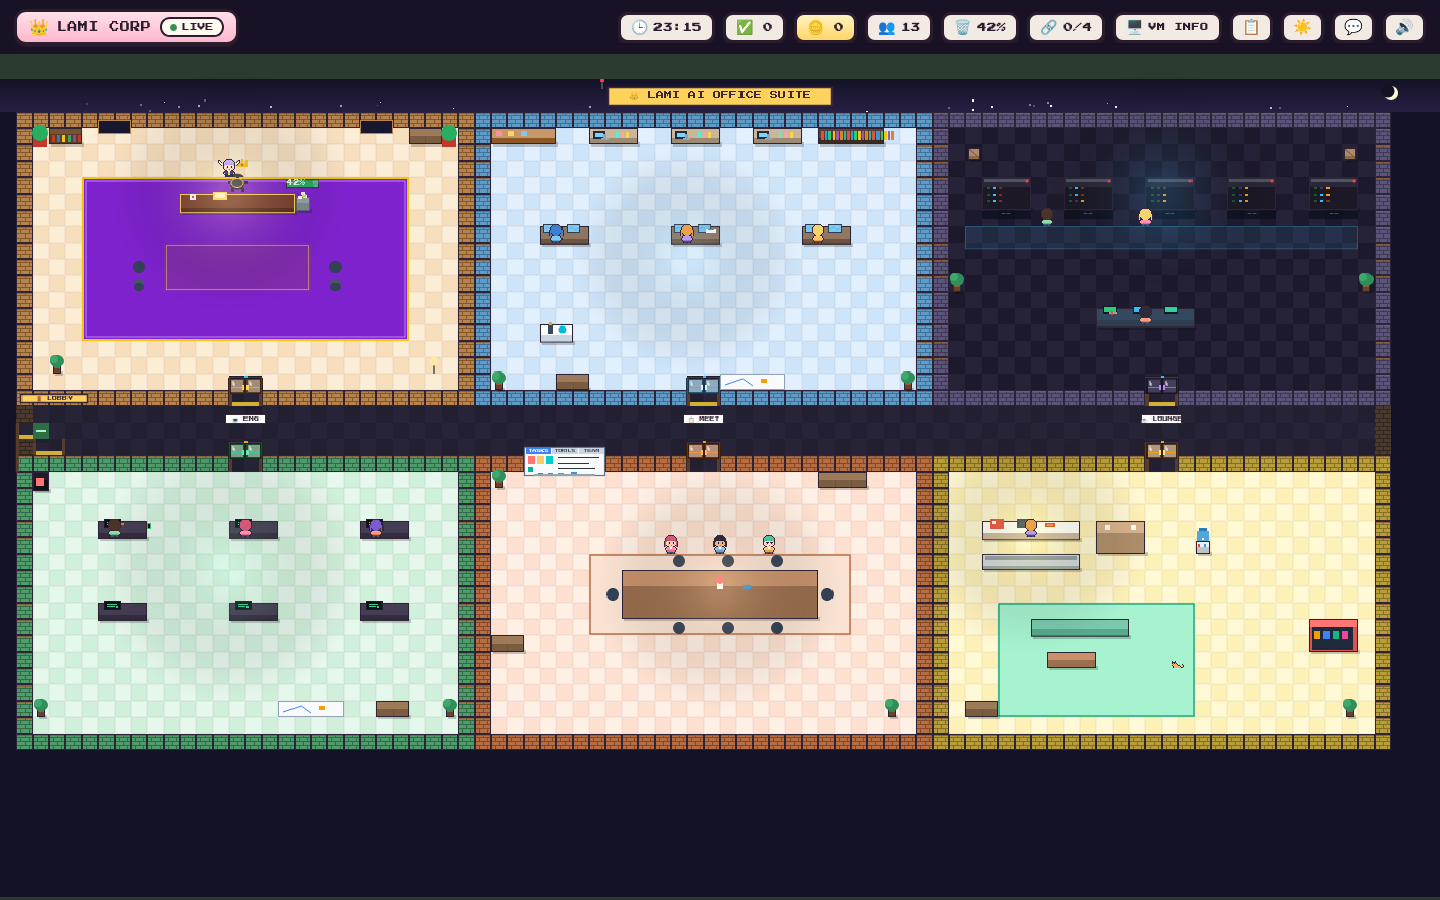 LAMI CORP
LIVE
23:15
0
0
13
42%
0/4
VM INFO
LAMI AI OFFICE SUITE
42%
LOBBY
ENG
MEET
LOUNGE
TASKS TOOLS TEAM